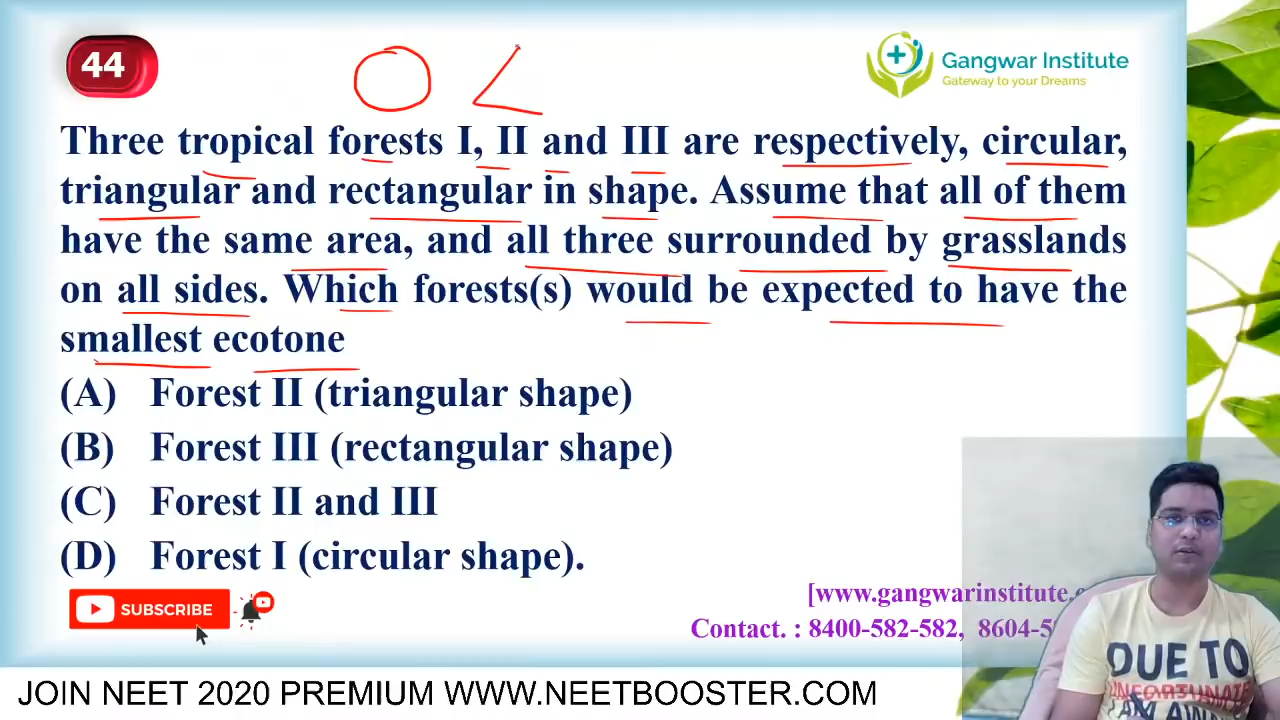 44
Gangwar Institute
Gateway to your Dreams
Three tropical forests I, II and III are respectively, circular,
triangular and rectangular in shape. Assume that all of them
have the same area, and all three surrounded by grasslands
on all sides. Which forests(s) would be expected to have the
smallest ecotone
(A) Forest II (triangular shape)
(B) Forest III (rectangular shape)
(C) Forest II and III
(D) Forest I (circular shape).
SUBSCRIBE
[www.gangwarinstitute.
Contact. : 8400-582-582, 8604-5
DUE TO
UNFORTUNATE
I AM AW
JOIN NEET 2020 PREMIUM WWW.NEETBOOSTER.COM